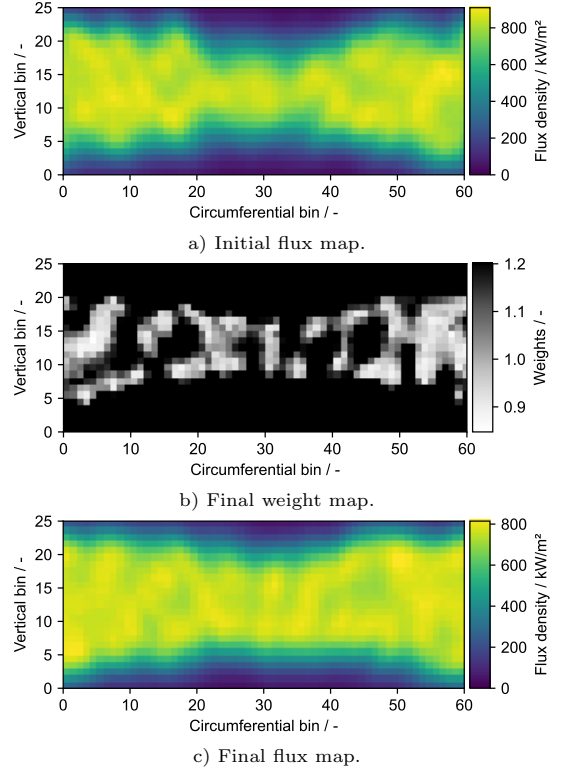 25
20
15
10
5
0
Vertical bin / -
0 10 20 30 40 50 60
Circumferential bin / -
800
600
400
200
0
Flux density / kW/m²
a) Initial flux map.
25
20
15
10
5
0
Vertical bin / -
0 10 20 30 40 50 60
Circumferential bin / -
1.2
1.1
1.0
0.9
Weights / -
b) Final weight map.
25
20
15
10
5
0
Vertical bin / -
0 10 20 30 40 50 60
Circumferential bin / -
800
600
400
200
0
Flux density / kW/m²
c) Final flux map.